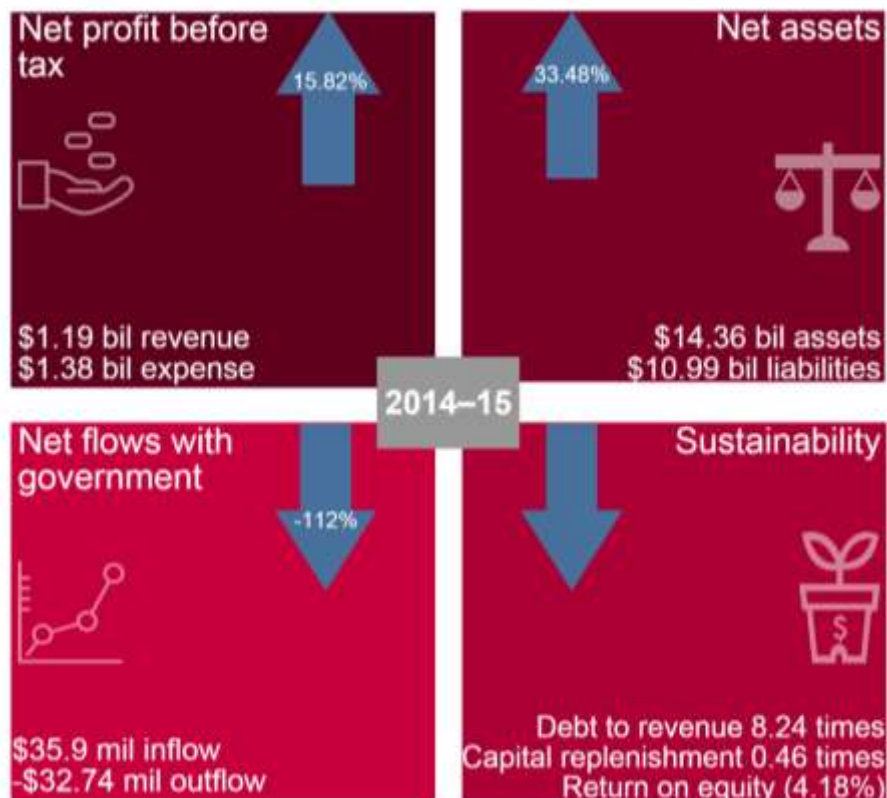 Net profit before
tax
15.82%
$1.19 bil revenue
$1.38 bil expense
Net assets
33.48%
$14.36 bil assets
$10.99 bil liabilities
2014–15
Net flows with
government
-112%
$35.9 mil inflow
-$32.74 mil outflow
Sustainability
$
Debt to revenue 8.24 times
Capital replenishment 0.46 times
Return on equity (4.18%)